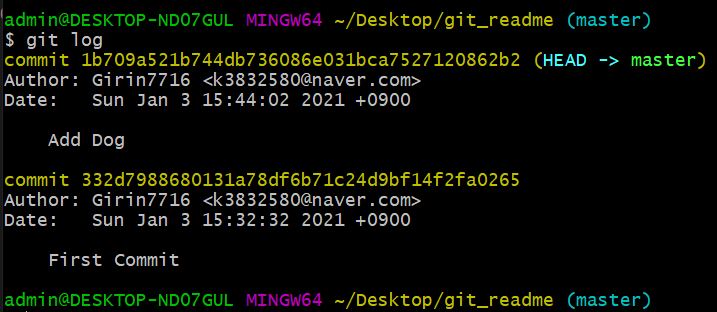 admin@DESKTOP-ND07GUL MINGW64 ~/Desktop/git_readme (master)
$ git log
commit 1b709a521b744db736086e031bca7527120862b2 (HEAD -> master)
Author: Girin7716 <k3832580@naver.com>
Date:   Sun Jan 3 15:44:02 2021 +0900
    Add Dog
commit 332d7988680131a78df6b71c24d9bf14f2fa0265
Author: Girin7716 <k3832580@naver.com>
Date:   Sun Jan 3 15:32:32 2021 +0900
    First Commit
admin@DESKTOP-ND07GUL MINGW64 ~/Desktop/git_readme (master)